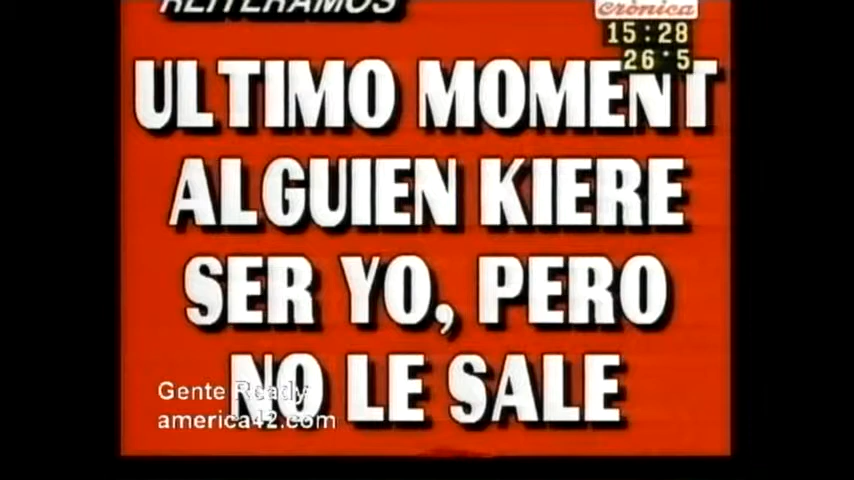 REITERAMOS
Crónica
15:28
26°5
ULTIMO MOMENT
ALGUIEN KIERE
SER YO, PERO
NO LE SALE
Gente Ready
america42.com